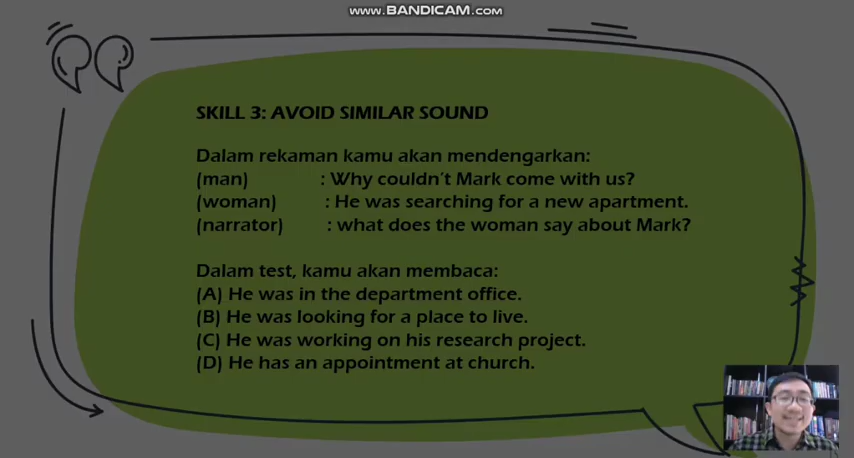 WWW.BANDICAM.COM
SKILL 3: AVOID SIMILAR SOUND
Dalam rekaman kamu akan mendengarkan:
(man) : Why couldn't Mark come with us?
(woman) : He was searching for a new apartment.
(narrator) : what does the woman say about Mark?
Dalam test, kamu akan membaca:
(A) He was in the department office.
(B) He was looking for a place to live.
(C) He was working on his research project.
(D) He has an appointment at church.